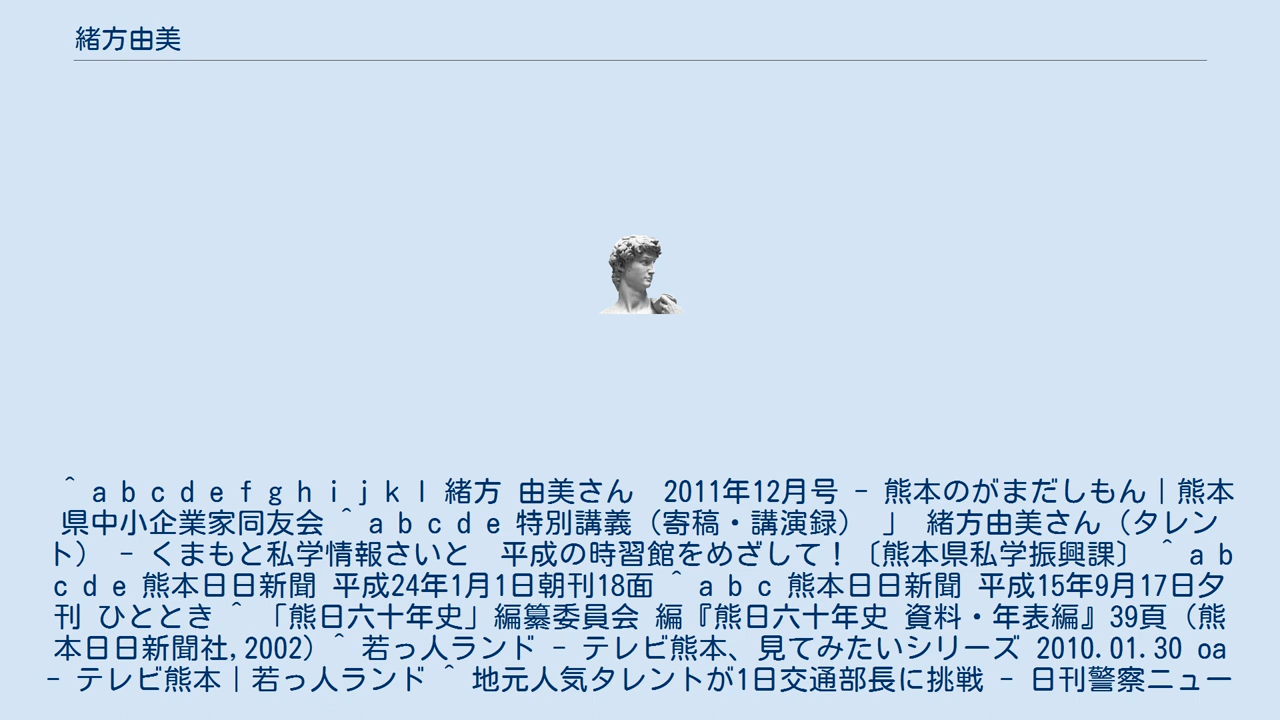 緒方由美
^ a b c d e f g h i j k l 緒方 由美さん　2011年12月号 - 熊本のがまだしもん｜熊本
県中小企業家同友会 ^ a b c d e 特別講義（寄稿・講演録） 」 緒方由美さん（タレン
ト） - くまもと私学情報さいと　平成の時習館をめざして！〔熊本県私学振興課〕 ^ a b
c d e 熊本日日新聞 平成24年1月1日朝刊18面 ^ a b c 熊本日日新聞 平成15年9月17日夕
刊 ひととき ^ 「熊日六十年史」編纂委員会 編『熊日六十年史 資料・年表編』39頁（熊
本日日新聞社,2002）^ 若っ人ランド - テレビ熊本、見てみたいシリーズ 2010.01.30 oa
- テレビ熊本｜若っ人ランド ^ 地元人気タレントが1日交通部長に挑戦 - 日刊警察ニュー